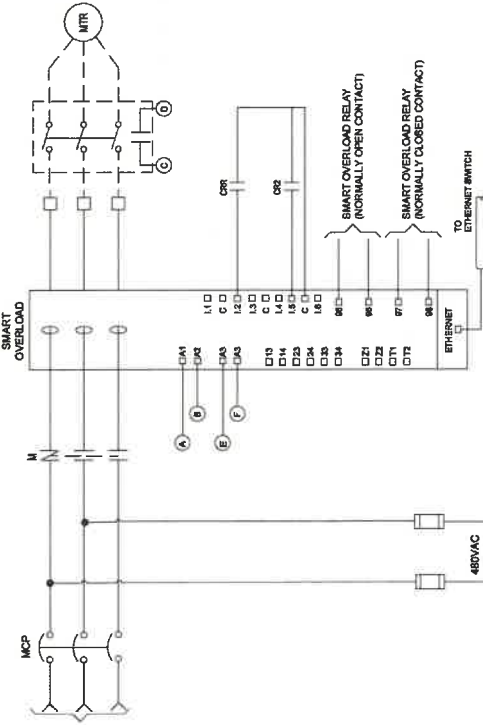 MTR
D
C
SMART
OVERLOAD
MCP
M
480VAC
A
B
E
F
A1
A2
A3
A3
13
14
23
24
33
34
Z1
Z2
T1
T2
I.1
C
I.2
I.3
C
I.4
I.5
C
I.6
96
95
97
98
ETHERNET
CRR
CR2
SMART OVERLOAD RELAY
(NORMALLY OPEN CONTACT)
SMART OVERLOAD RELAY
(NORMALLY CLOSED CONTACT)
TO
ETHERNET SWITCH